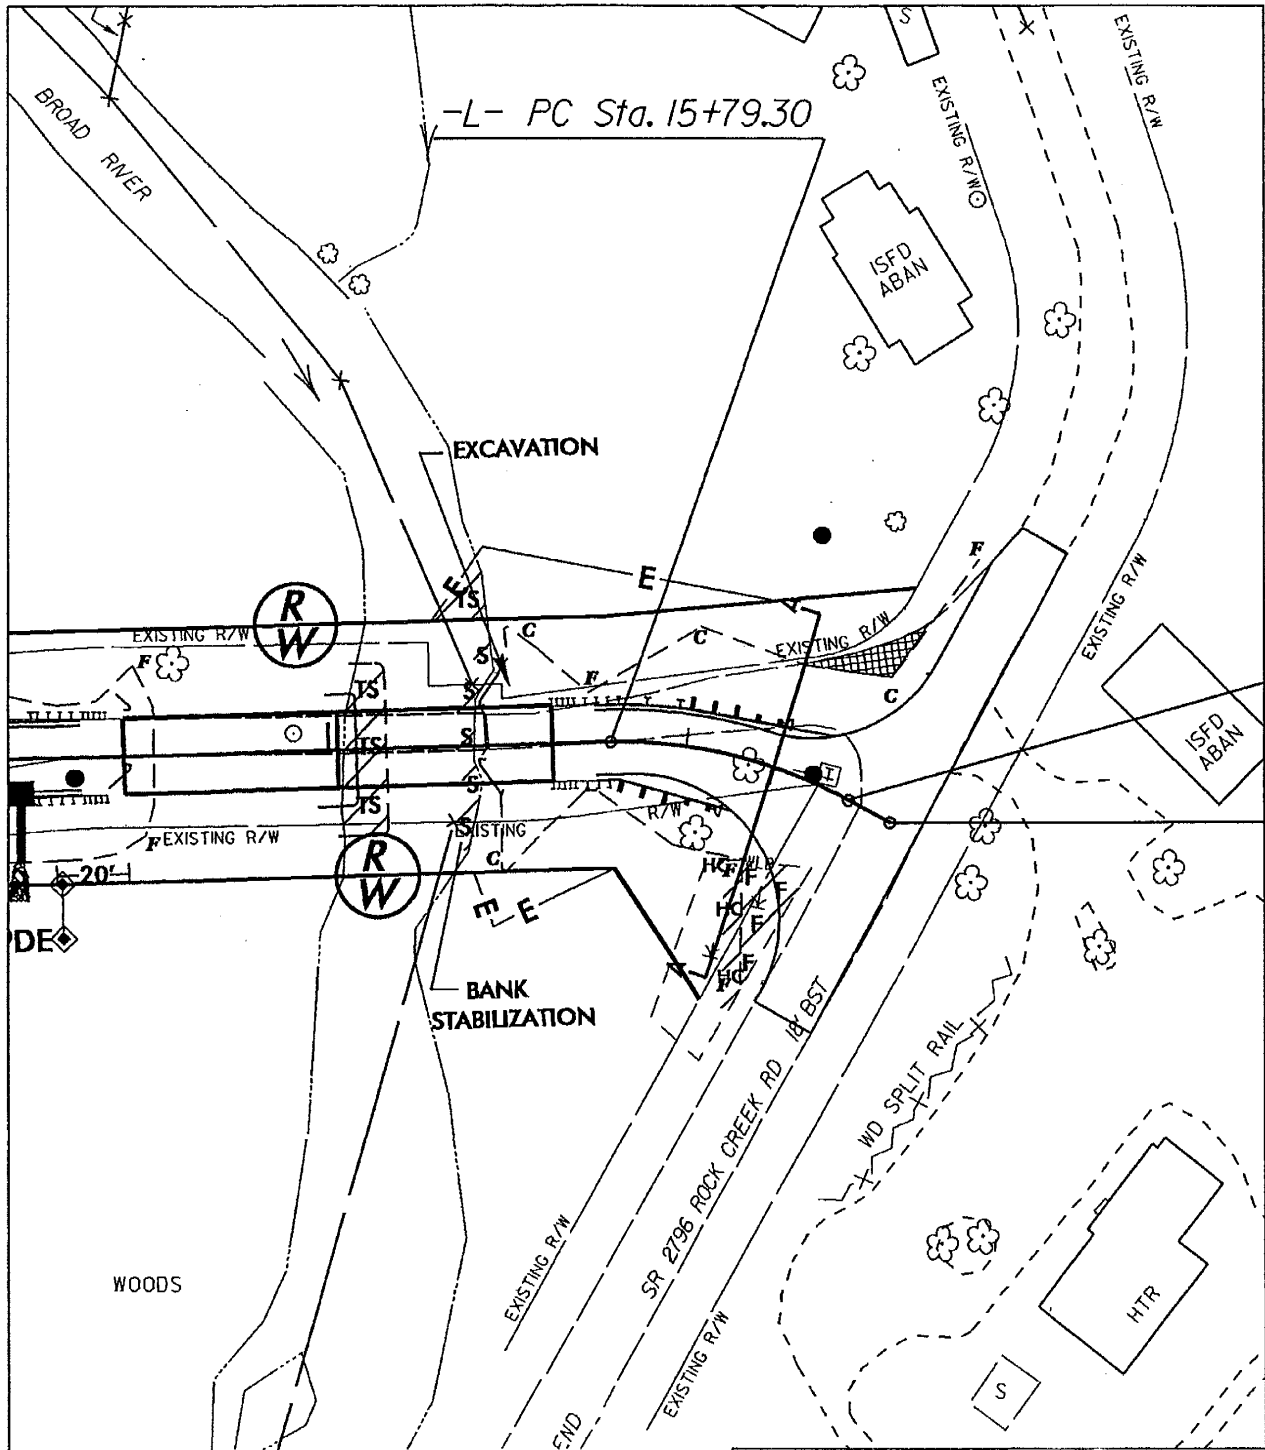 S
EXISTING R/W
EXISTING R/W
BROAD RIVER
-L- PC Sta. 15+79.30
ISFD
ABAN
EXCAVATION
F
E
E
TS
R
W
C
C
EXISTING R/W
EXISTING R/W
EXISTING R/W
F
S
F
C
TS
S
S
TS
S
TS
ISFD
ABAN
T
R/W
S
EXISTING
F
EXISTING R/W
C
R
W
20'
HC
F
F
HC
F
HC
F
E
E
PDE
BANK
STABILIZATION
18' BST
WD SPLIT RAIL
SR 2796 ROCK CREEK RD
EXISTING R/W
EXISTING R/W
WOODS
HTR
S
END